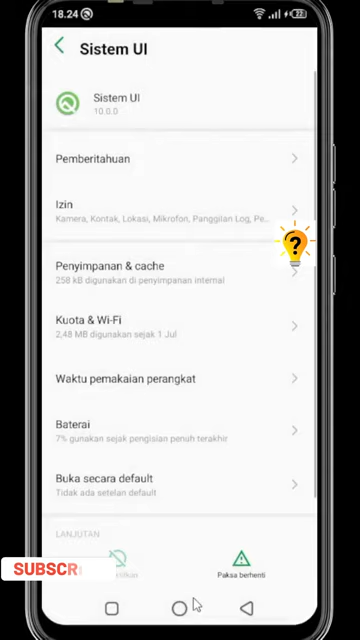 18.24
22
Sistem UI
Sistem UI
10.0.0
Pemberitahuan
Izin
Kamera, Kontak, Lokasi, Mikrofon, Panggilan Log, Pe...
?
Penyimpanan & cache
258 kB digunakan di penyimpanan internal
Kuota & Wi-Fi
2,48 MB digunakan sejak 1 Jul
Waktu pemakaian perangkat
Baterai
7% gunakan sejak pengisian penuh terakhir
Buka secara default
Tidak ada setelan default
LANJUTAN
SUBSCR
Paksa berhenti